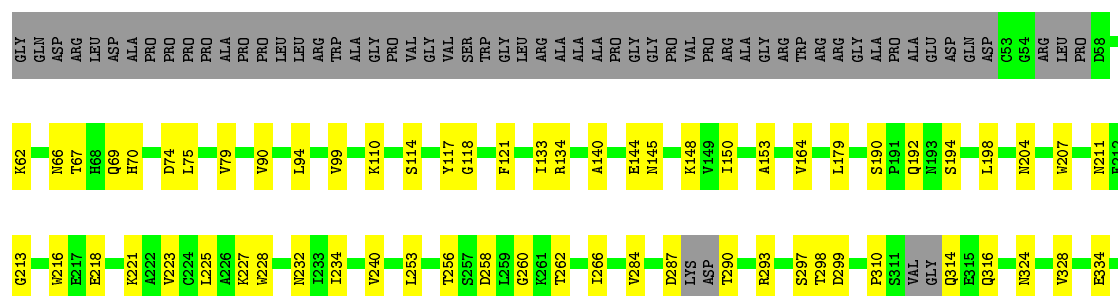 GLY GLN ASP ARG LEU ASP ALA PRO PRO PRO PRO ALA PRO PRO LEU LEU ARG TRP ALA GLY PRO VAL GLY VAL SER TRP GLY LEU ARG ALA ALA ALA PRO GLY GLY PRO VAL PRO ARG ALA GLY ARG TRP ARG ARG GLY ALA PRO ALA GLU ASP GLN ASP C53 G54 ARG LEU PRO D58
K62 N66 T67 H68 Q69 H70 D74 L75 V79 V90 L94 V99 K110 S114 Y117 G118 F121 I133 R134 A140 E144 N145 K148 V149 I150 A153 V164 L179 S190 P191 Q192 N193 S194 L198 N204 W207 N211
G213 W216 E217 E218 K221 A222 V223 C224 L225 A226 K227 W228 N232 I233 I234 V240 L253 T256 S257 D258 L259 G260 K261 T262 I266 V284 D287 LYS ASP T290 R293 S297 T298 D299 P310 S311 VAL GLY Q314 E315 Q316 N324 V328 E334